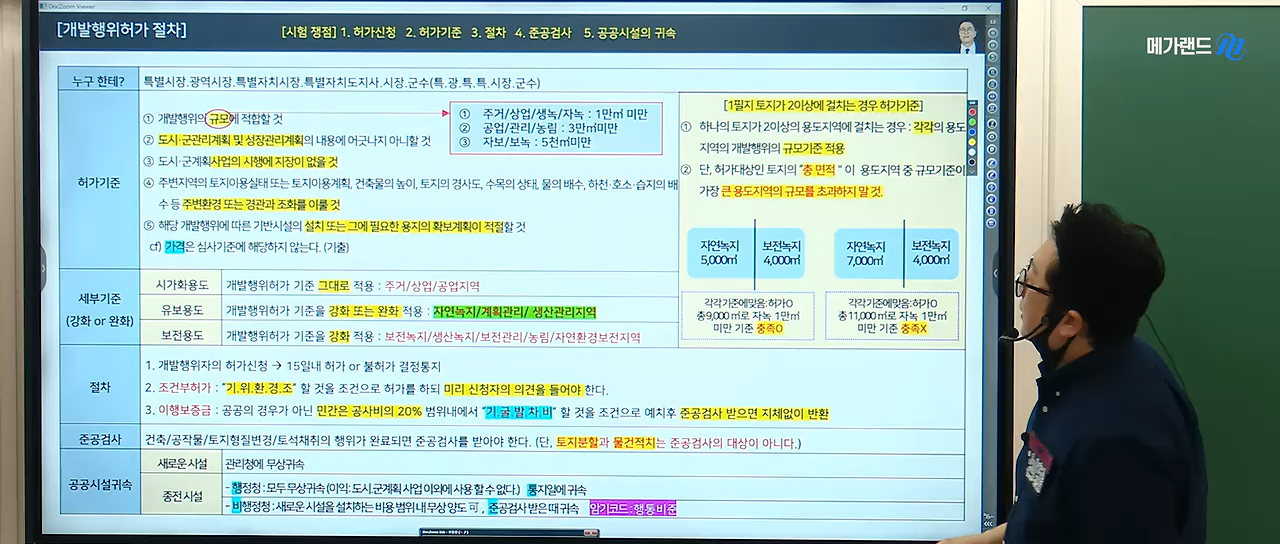 DocZoom Viewer
[개발행위허가 절차]
[시험 쟁점] 1. 허가신청 2. 허가기준 3. 절차 4. 준공검사 5. 공공시설의 귀속
메가랜드
누구 한테?
특별시장.광역시장.특별자치시장.특별자치도지사.시장.군수(특.광.특.특.시장.군수)
허가기준
① 개발행위의 규모에 적합할 것
② 도시·군관리계획 및 성장관리계획의 내용에 어긋나지 아니할 것
③ 도시·군계획사업의 시행에 지장이 없을 것
④ 주변지역의 토지이용실태 또는 토지이용계획, 건축물의 높이, 토지의 경사도, 수목의 상태, 물의 배수, 하천·호소·습지의 배
수 등 주변환경 또는 경관과 조화를 이룰 것
⑤ 해당 개발행위에 따른 기반시설의 설치 또는 그에 필요한 용지의 확보계획이 적절할 것
cf) 가격은 심사기준에 해당하지 않는다. (기출)
① 주거/상업/생녹/자녹 : 1만㎡ 미만
② 공업/관리/농림 : 3만㎡미만
③ 자보/보녹 : 5천㎡미만
[1필지 토지가 2이상에 걸치는 경우 허가기준]
① 하나의 토지가 2이상의 용도지역에 걸치는 경우 : 각각의 용도
지역의 개발행위의 규모기준 적용
② 단, 허가대상인 토지의 "총 면적" 이 용도지역 중 규모기준이
가장 큰 용도지역의 규모를 초과하지 말 것.
자연녹지
5,000㎡
보전녹지
4,000㎡
자연녹지
7,000㎡
보전녹지
4,000㎡
각각기준에맞음:허가O
총9,000㎡로 자녹 1만㎡
미만 기준 충족O
각각기준에맞음:허가O
총11,000㎡로 자녹 1만㎡
미만 기준 충족X
세부기준
(강화 or 완화)
시가화용도
개발행위허가 기준 그대로 적용 : 주거/상업/공업지역
유보용도
개발행위허가 기준을 강화 또는 완화 적용 : 자연녹지/계획관리/ 생산관리지역
보전용도
개발행위허가 기준을 강화 적용 : 보전녹지/생산녹지/보전관리/농림/자연환경보전지역
절차
1. 개발행위자의 허가신청 → 15일내 허가 or 불허가 결정통지
2. 조건부허가 : "기.위.환.경.조" 할 것을 조건으로 허가를 하되 미리 신청자의 의견을 들어야 한다.
3. 이행보증금 : 공공의 경우가 아닌 민간은 공사비의 20% 범위내에서 "기.굴.발.차.비" 할 것을 조건으로 예치후 준공검사 받으면 지체없이 반환
준공검사
건축/공작물/토지형질변경/토석채취의 행위가 완료되면 준공검사를 받아야 한다. (단, 토지분할과 물건적치는 준공검사의 대상이 아니다.)
공공시설귀속
새로운 시설
관리청에 무상귀속
종전 시설
- 행정청 : 모두 무상귀속 (이익: 도시.군계획 사업 이외에 사용 할 수 없다.) 통지일에 귀속
- 비행정청 : 새로운 시설을 설치하는 비용 범위 내 무상 양도 可 , 준공검사 받은 때 귀속 암기코드 : 행통비준